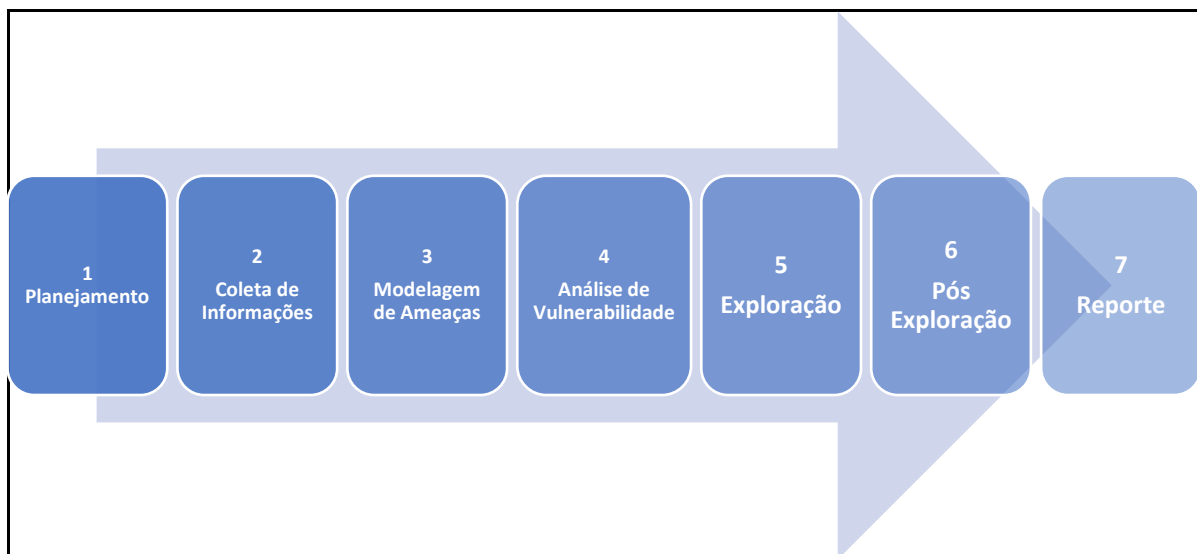 1
Planejamento
2
Coleta de
Informações
3
Modelagem
de Ameaças
4
Análise de
Vulnerabilidade
5
Exploração
6
Pós
Exploração
7
Reporte